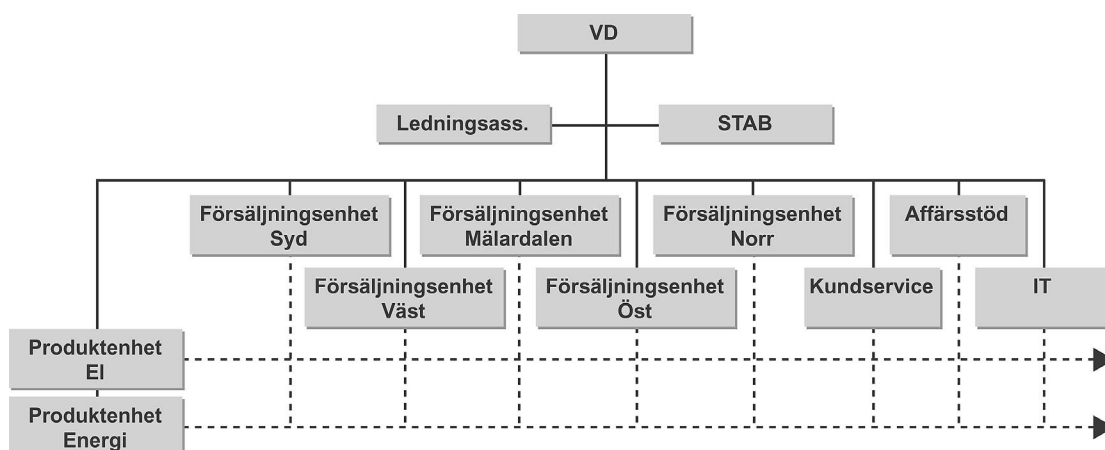 VD
Ledningsass.
STAB
Försäljningsenhet
Syd
Försäljningsenhet
Mälardalen
Försäljningsenhet
Norr
Affärsstöd
Försäljningsenhet
Väst
Försäljningsenhet
Öst
Kundservice
IT
Produktenhet
El
Produktenhet
Energi